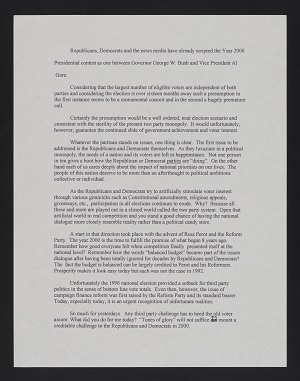 Republicans, Democrats and the news media have already scripted the Year 2000
Presidential contest as one between Governor George W. Bush and Vice President Al
Gore.
Considering that the largest number of eligible voters are independent of both
parties and considering the election is over sixteen months away such a presumption in
the first instance seems to be a monumental conceit and in the second a hugely premature
call.
Certainly the presumption would be a well ordered, neat election scenario and
consistent with the sterility of the present two party monopoly. It would unfortunately,
however, guarantee the continued slide of government achievement and voter interest.
Whatever the partisan stands on issues, one thing is clear. The first issue to be
addressed is the Republicans and Democrats themselves. As they luxuriate in a political
monopoly, the needs of a nation and its voters are left to happenstance. Not one person
in ten gives a hoot how the Republican or Democrat parties are "doing". On the other
hand each of us cares deeply about the impact of national priorities on our lives. The
people of this nation deserve to be more than an afterthought to political ambitions
collective or individual.
As the Republicans and Democrats try to artificially stimulate voter interest
through various gimmicks such as Constitutional amendments, religious appeals,
giveaways, etc., participation in all elections continues to erode. Why? Because all
these and more are played out in a closed world called the two party system. Open this
artificial world to real competition and you stand a good chance of having the national
dialogue more closely resemble reality rather than a political candy store.
A start in that direction took place with the advent of Ross Perot and the Reform
Party. The year 2000 is the time to fulfill the promise of what began 8 years ago.
Remember how good everyone felt when competition finally presented itself at the
national level? Remember how the words "balanced budget" became part of the issues
dialogue after having been totally ignored for decades by Republicans and Democrats?
The fact the budget is balanced can be largely credited to Perot and his Reformers.
Prosperity makes it look easy today but such was not the case in 1992.
Unfortunately the 1996 national election provided a setback for third party
politics in the sense of bottom line vote totals. Even then, however, the issue of
campaign finance reform was first raised by the Reform Party and its standard bearer.
Today, especially today, it is an urgent recognition of unfortunate realities.
So much for yesterdays. Any third party challenge has to heed the old voter
axiom: What did you do for me today? "Tunes of glory" will not suffice mount a
creditable challenge to the Republicans and Democrats in 2000.